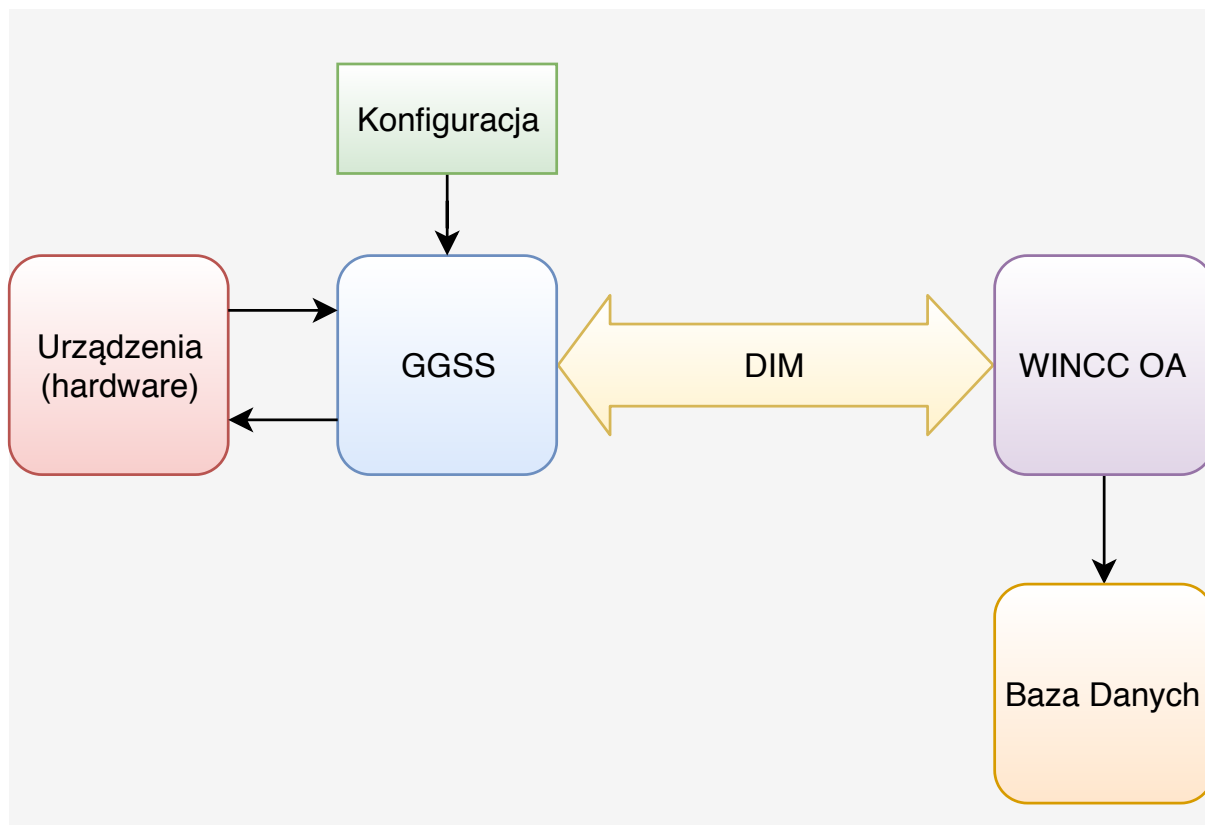 Konfiguracja
Urządzenia
(hardware)
GGSS
DIM
WINCC OA
Baza Danych